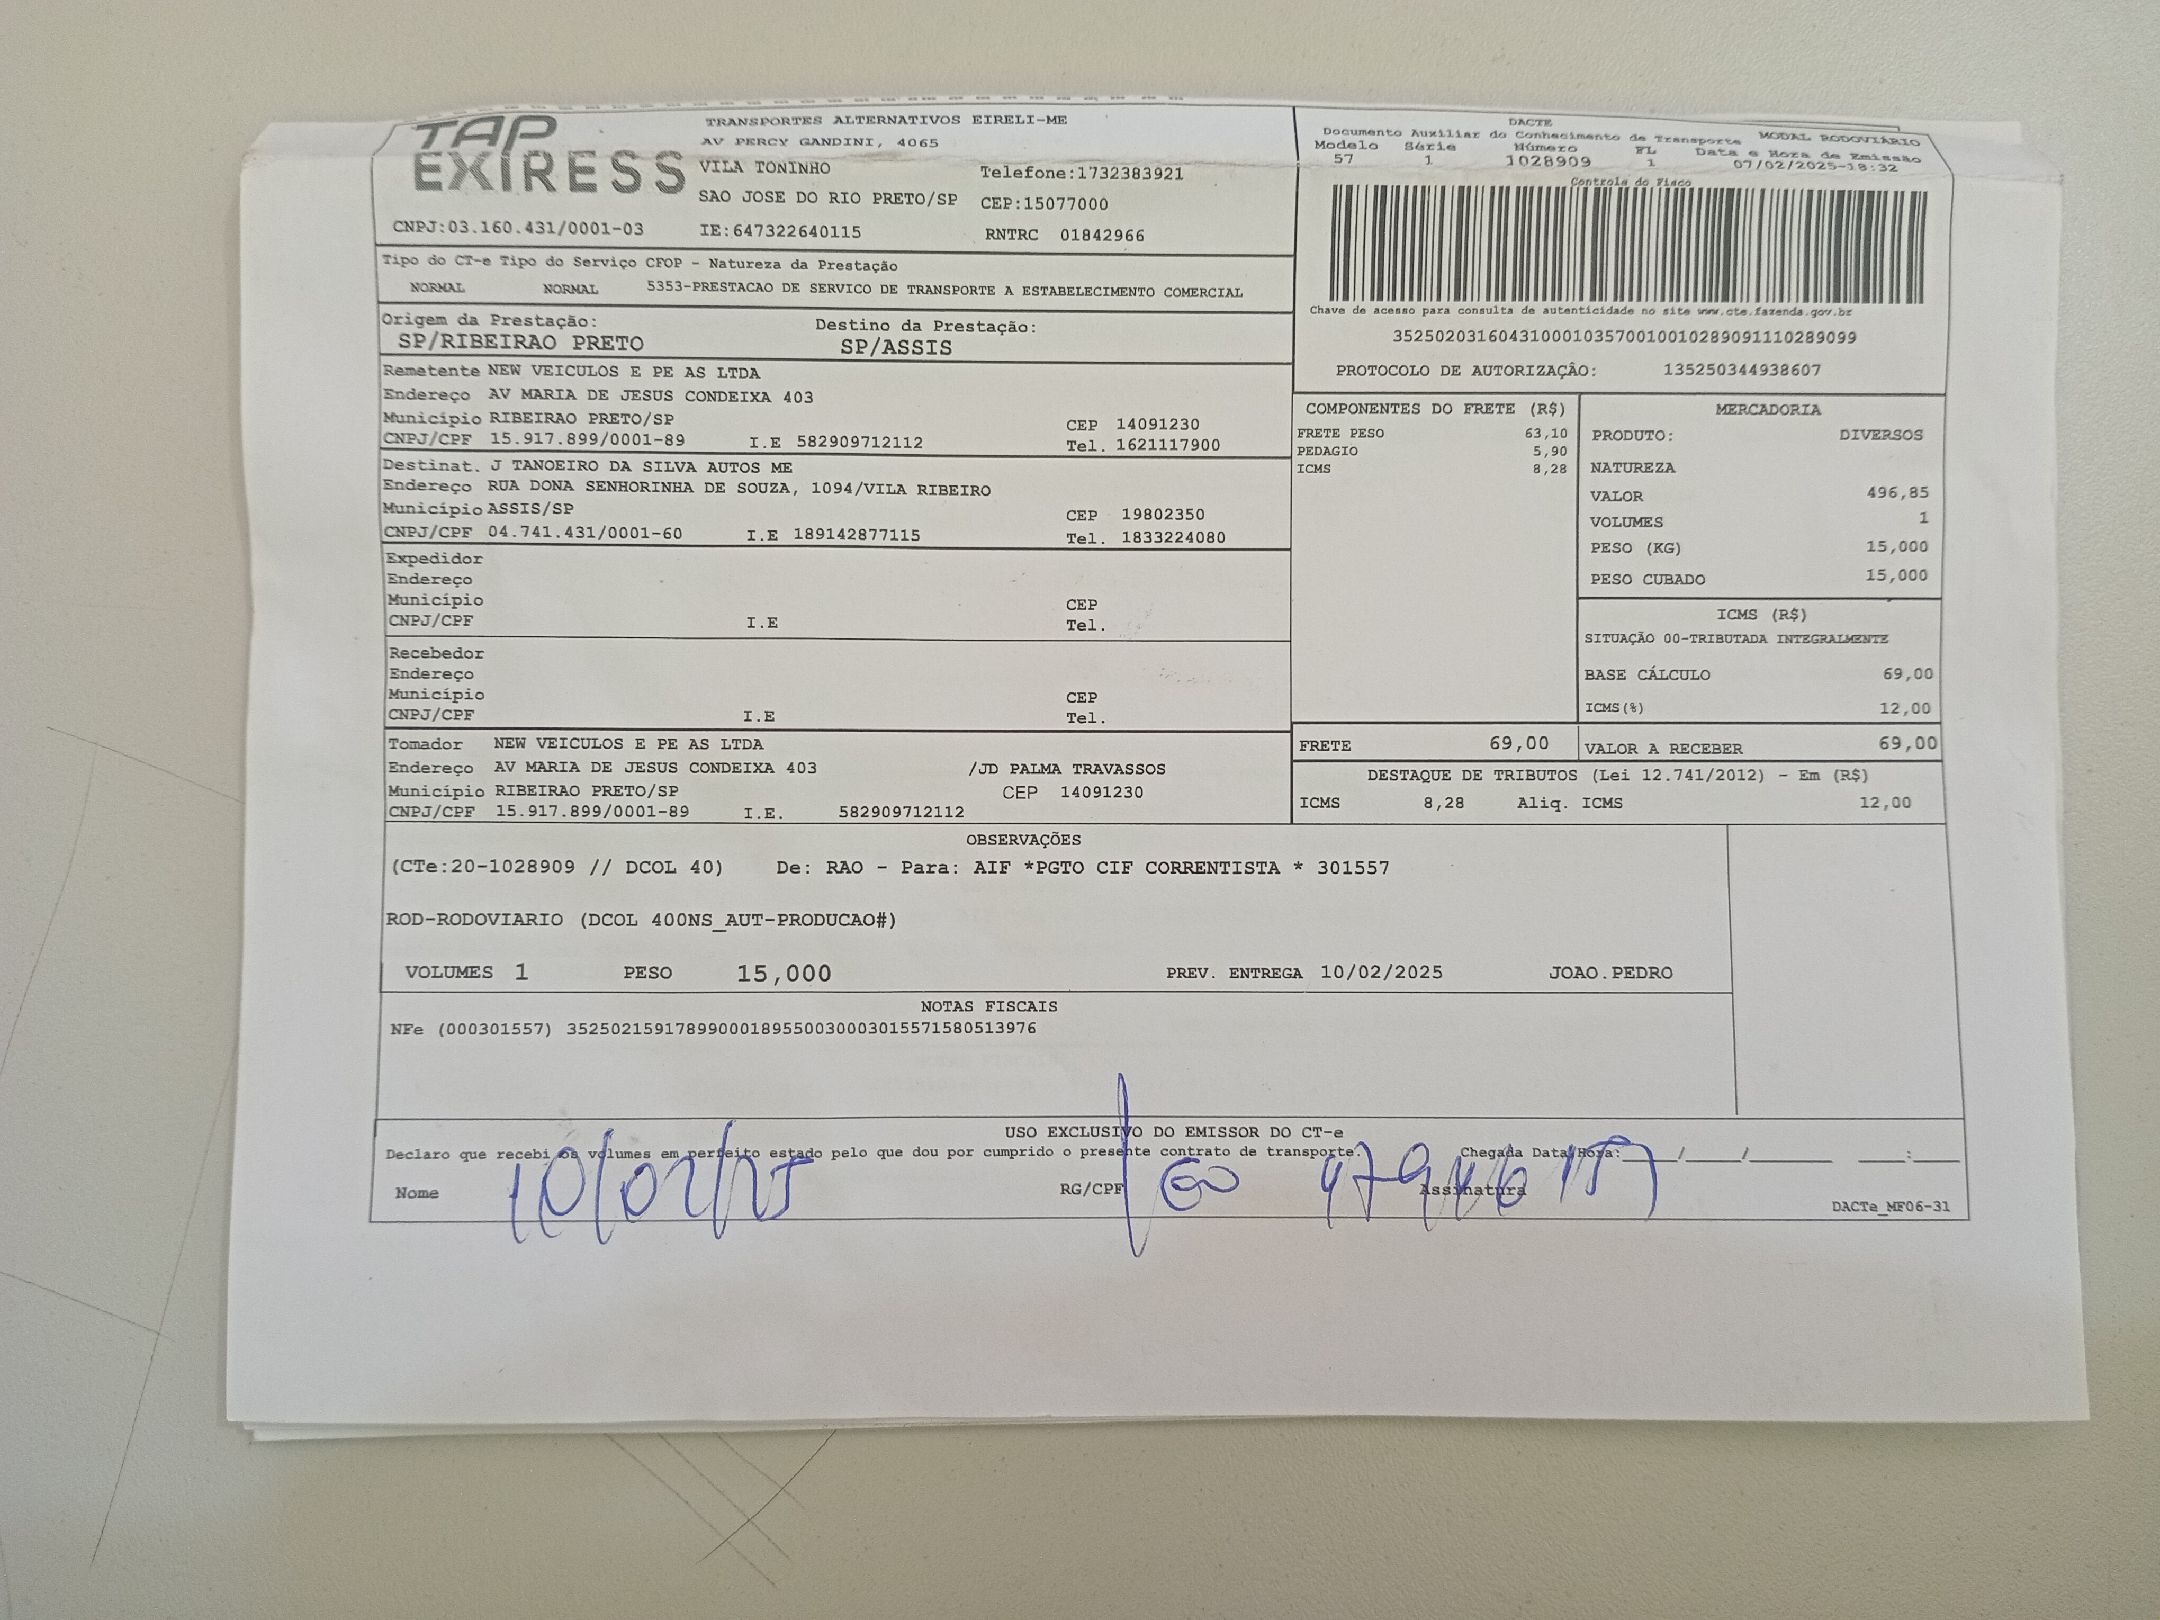 TAP EXIRESS
TRANSPORTES ALTERNATIVOS EIRELI-ME
AV PERCY GANDINI, 4065
VILA TONINHO Telefone:1732383921
SAO JOSE DO RIO PRETO/SP CEP:15077000
CNPJ:03.160.431/0001-03 IE:647322640115 RNTRC 01842966
DACTE
Documento Auxiliar do Conhecimento de Transporte MODAL RODOVIÁRIO
Modelo Série Número FL Data e Hora de Emissão
57 1 1028909 1 07/02/2025-18:32
Controle do Fisco
Chave de acesso para consulta de autenticidade no site www.cte.fazenda.gov.br
35250203160431000103570010010289091110289099
PROTOCOLO DE AUTORIZAÇÂO: 135250344938607
Tipo do CT-e Tipo do Serviço CFOP - Natureza da Prestação
NORMAL NORMAL 5353-PRESTACAO DE SERVICO DE TRANSPORTE A ESTABELECIMENTO COMERCIAL
Origem da Prestação: Destino da Prestação:
SP/RIBEIRAO PRETO SP/ASSIS
Remetente NEW VEICULOS E PE AS LTDA
Endereço AV MARIA DE JESUS CONDEIXA 403
Município RIBEIRAO PRETO/SP CEP 14091230
CNPJ/CPF 15.917.899/0001-89 I.E 582909712112 Tel. 1621117900
Destinat. J TANOEIRO DA SILVA AUTOS ME
Endereço RUA DONA SENHORINHA DE SOUZA, 1094/VILA RIBEIRO
Município ASSIS/SP CEP 19802350
CNPJ/CPF 04.741.431/0001-60 I.E 189142877115 Tel. 1833224080
Expedidor
Endereço
Município CEP
CNPJ/CPF I.E Tel.
Recebedor
Endereço
Município CEP
CNPJ/CPF I.E Tel.
Tomador NEW VEICULOS E PE AS LTDA
Endereço AV MARIA DE JESUS CONDEIXA 403 /JD PALMA TRAVASSOS
Município RIBEIRAO PRETO/SP CEP 14091230
CNPJ/CPF 15.917.899/0001-89 I.E. 582909712112
COMPONENTES DO FRETE (R$)
FRETE PESO 63,10
PEDAGIO 5,90
ICMS 8,28
MERCADORIA
PRODUTO: DIVERSOS
NATUREZA
VALOR 496,85
VOLUMES 1
PESO (KG) 15,000
PESO CUBADO 15,000
ICMS (R$)
SITUAÇÃO 00-TRIBUTADA INTEGRALMENTE
BASE CÁLCULO 69,00
ICMS(%) 12,00
FRETE 69,00 VALOR A RECEBER 69,00
DESTAQUE DE TRIBUTOS (Lei 12.741/2012) - Em (R$)
ICMS 8,28 Aliq. ICMS 12,00
OBSERVAÇÕES
(CTe:20-1028909 // DCOL 40) De: RAO - Para: AIF *PGTO CIF CORRENTISTA * 301557
ROD-RODOVIARIO (DCOL 400NS_AUT-PRODUCAO#)
VOLUMES 1 PESO 15,000 PREV. ENTREGA 10/02/2025 JOAO.PEDRO
NOTAS FISCAIS
NFe (000301557) 35250215917899000189550030003015571580513976
USO EXCLUSIVO DO EMISSOR DO CT-e
Declaro que recebi os volumes em perfeito estado pelo que dou por cumprido o presente contrato de transporte. Chegada Data/Hora:____/____/______ ___:___
Nome 10/02/25 RG/CPF Assinatura
DACTe_MF06-31